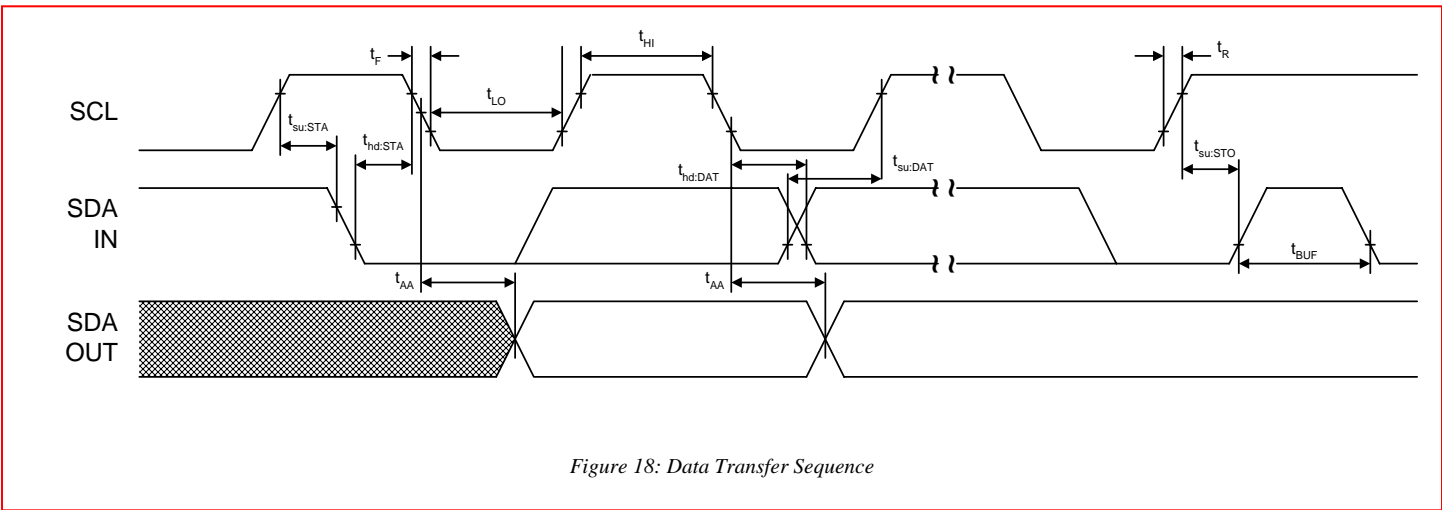 t_F
t_HI
t_R
SCL
t_LO
t_su:STA
t_hd:STA
t_hd:DAT
t_su:DAT
t_su:STO
SDA
IN
t_BUF
t_AA
t_AA
SDA
OUT
Figure 18: Data Transfer Sequence